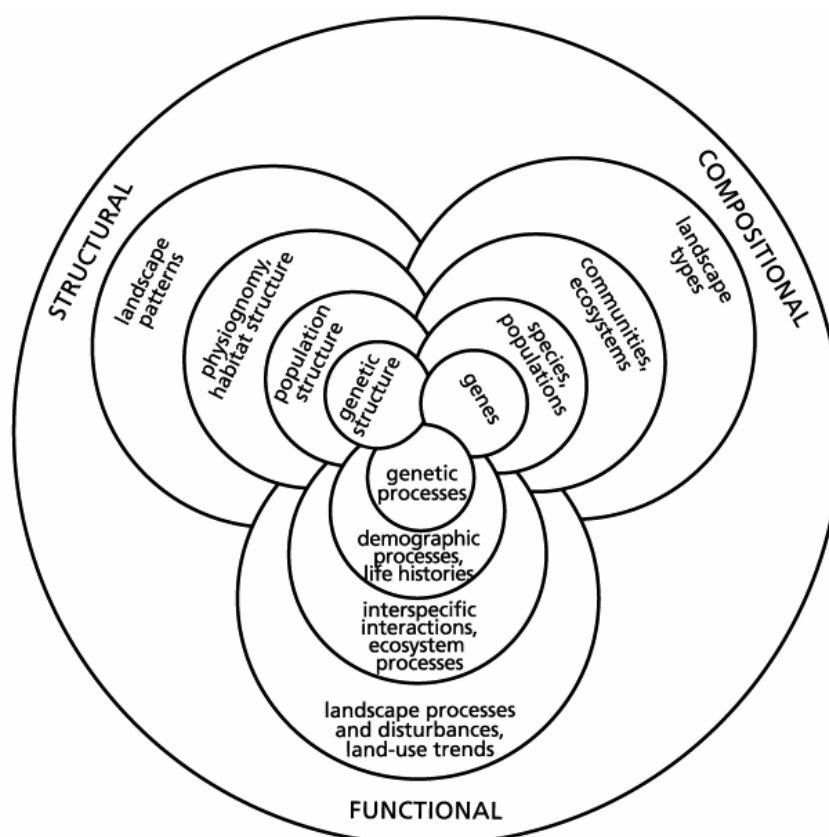 STRUCTURAL
landscape
patterns
physiognomy,
habitat structure
population
structure
genetic
structure
COMPOSITIONAL
landscape
types
communities,
ecosystems
species,
populations
genes
genetic
processes
demographic
processes,
life histories
interspecific
interactions,
ecosystem
processes
landscape processes
and disturbances,
land-use trends
FUNCTIONAL